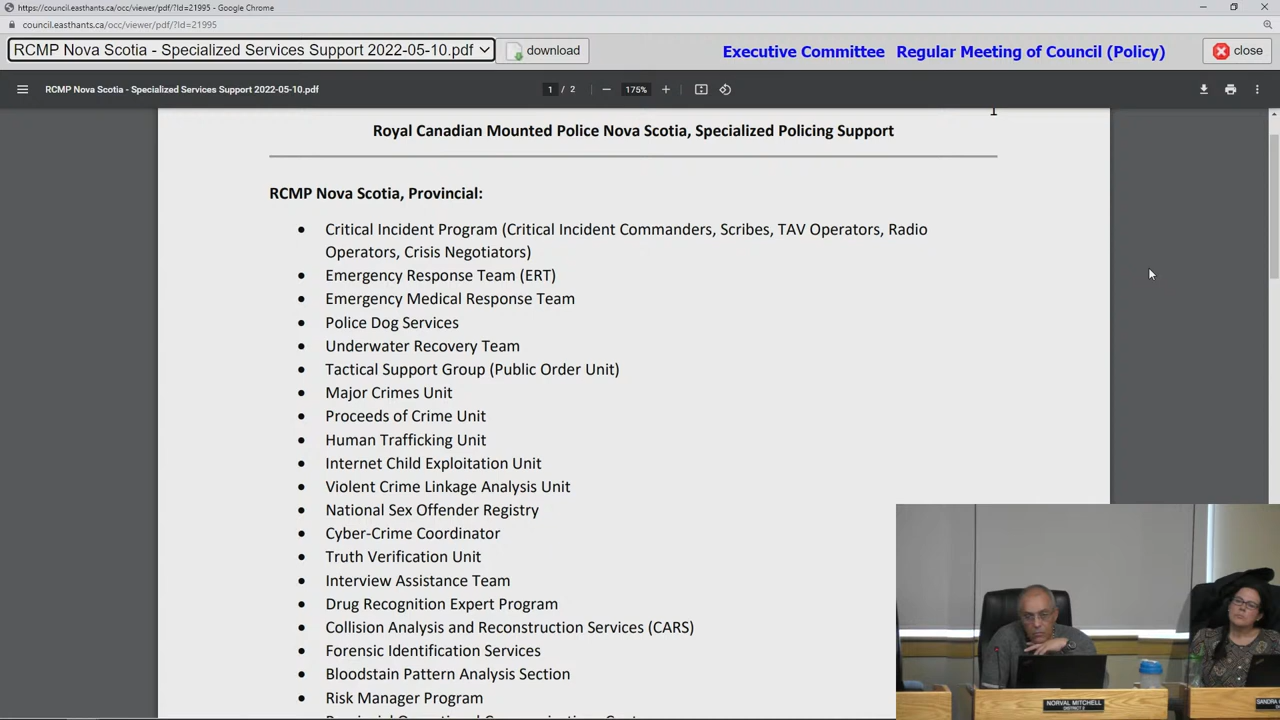 https://council.easthants.ca/occ/viewer/pdf/?Id=21995 - Google Chrome
council.easthants.ca/occ/viewer/pdf/?Id=21995
RCMP Nova Scotia - Specialized Services Support 2022-05-10.pdf download Executive Committee Regular Meeting of Council (Policy) close
RCMP Nova Scotia - Specialized Services Support 2022-05-10.pdf 1 / 2 175%
Royal Canadian Mounted Police Nova Scotia, Specialized Policing Support
RCMP Nova Scotia, Provincial:
• Critical Incident Program (Critical Incident Commanders, Scribes, TAV Operators, Radio
Operators, Crisis Negotiators)
• Emergency Response Team (ERT)
• Emergency Medical Response Team
• Police Dog Services
• Underwater Recovery Team
• Tactical Support Group (Public Order Unit)
• Major Crimes Unit
• Proceeds of Crime Unit
• Human Trafficking Unit
• Internet Child Exploitation Unit
• Violent Crime Linkage Analysis Unit
• National Sex Offender Registry
• Cyber-Crime Coordinator
• Truth Verification Unit
• Interview Assistance Team
• Drug Recognition Expert Program
• Collision Analysis and Reconstruction Services (CARS)
• Forensic Identification Services
• Bloodstain Pattern Analysis Section
• Risk Manager Program
NORVAL MITCHELL
SANDRA